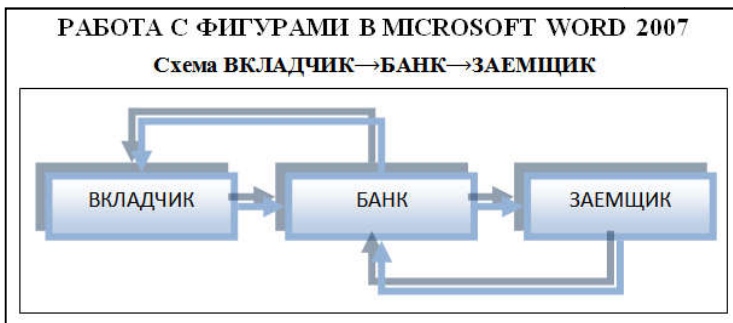 РАБОТА С ФИГУРАМИ В MICROSOFT WORD 2007
Схема ВКЛАДЧИК→БАНК→ЗАЕМЩИК
ВКЛАДЧИК БАНК ЗАЕМЩИК